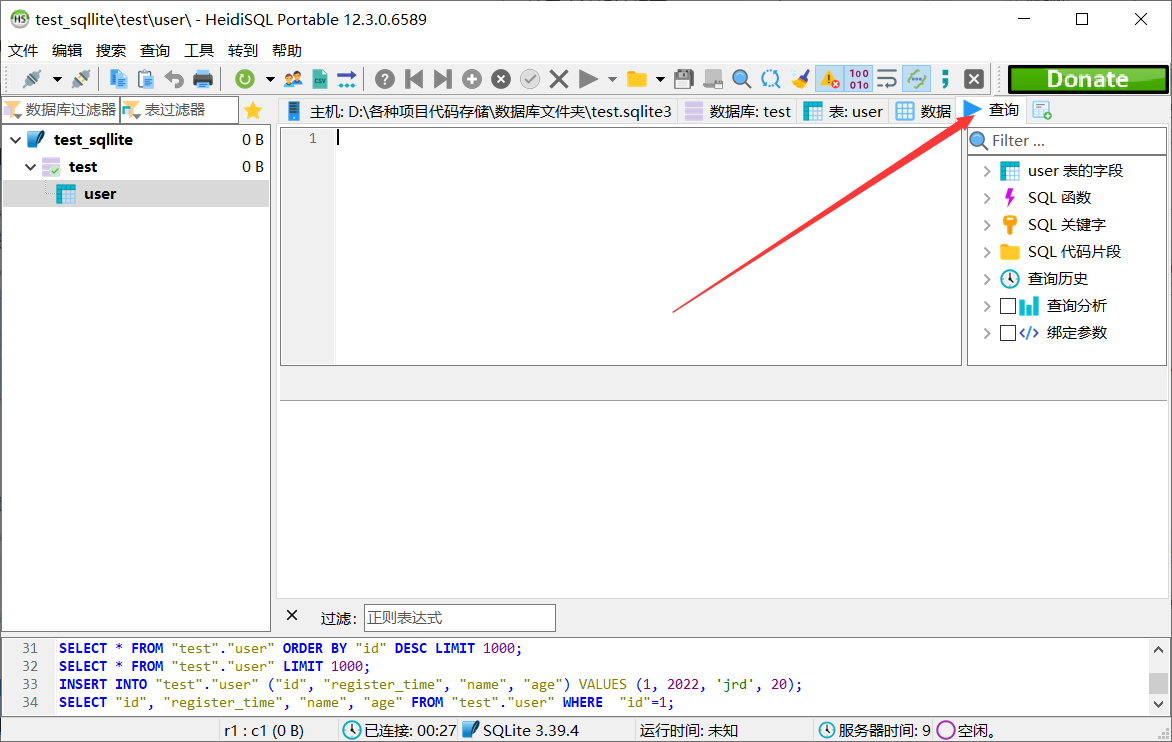 HS test_sqllite\test\user\ - HeidiSQL Portable 12.3.0.6589
文件 编辑 搜索 查询 工具 转到 帮助
CSV 100 010 ; Donate
数据库过滤器 表过滤器 主机: D:\各种项目代码存储\数据库文件夹\test.sqlite3 数据库: test 表: user 数据 查询
test_sqllite 0 B
test 0 B
user
1
Filter ...
user 表的字段
SQL 函数
SQL 关键字
SQL 代码片段
查询历史
查询分析
绑定参数
过滤: 正则表达式
31 SELECT * FROM "test"."user" ORDER BY "id" DESC LIMIT 1000;
32 SELECT * FROM "test"."user" LIMIT 1000;
33 INSERT INTO "test"."user" ("id", "register_time", "name", "age") VALUES (1, 2022, 'jrd', 20);
34 SELECT "id", "register_time", "name", "age" FROM "test"."user" WHERE  "id"=1;
r1 : c1 (0 B) 已连接: 00:27 SQLite 3.39.4 运行时间: 未知 服务器时间: 9 空闲。